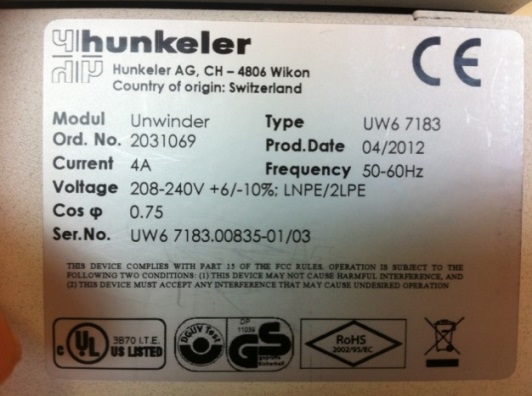 hunkeler
Hunkeler AG, CH – 4806 Wikon
Country of origin: Switzerland
CE
Modul Unwinder Type UW6 7183
Ord. No. 2031069 Prod.Date 04/2012
Current 4A Frequency 50-60Hz
Voltage 208-240V +6/-10%; LNPE/2LPE
Cos φ 0.75
Ser.No. UW6 7183.00835-01/03
THIS DEVICE COMPLIES WITH PART 15 OF THE FCC RULES. OPERATION IS SUBJECT TO THE
FOLLOWING TWO CONDITIONS: (1) THIS DEVICE MAY NOT CAUSE HARMFUL INTERFERENCE, AND
(2) THIS DEVICE MUST ACCEPT ANY INTERFERENCE THAT MAY CAUSE UNDESIRED OPERATION
C UL US LISTED
3870 I.T.E.
DGUV Test
DP
GS
RoHS
2002/95/EC